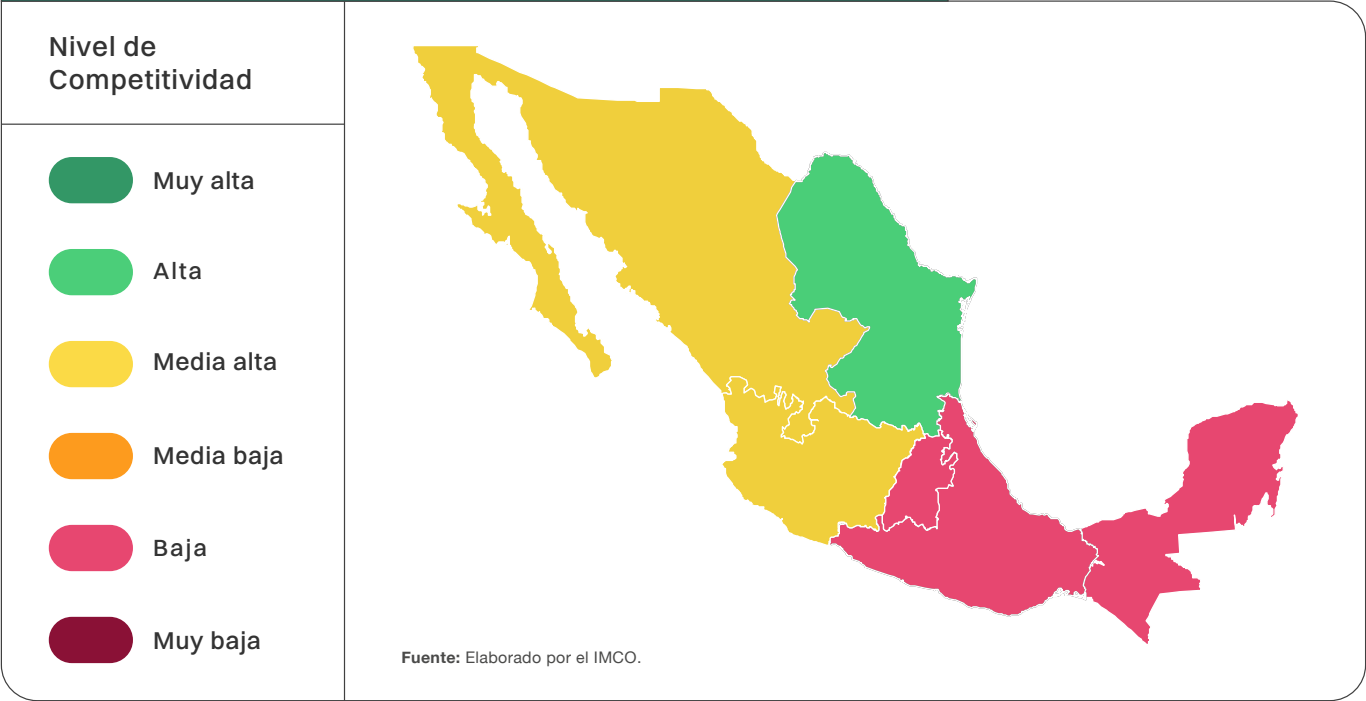 Nivel de
Competitividad
Muy alta
Alta
Media alta
Media baja
Baja
Muy baja
Fuente: Elaborado por el IMCO.